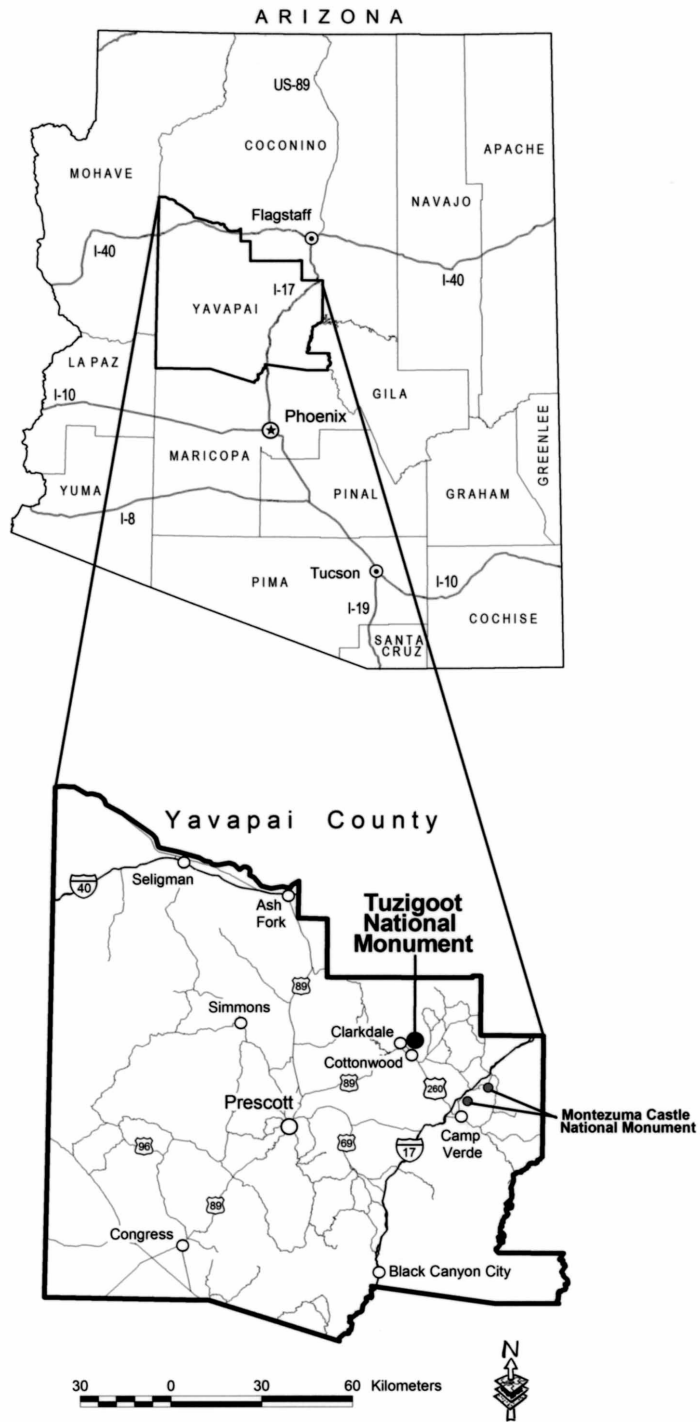 ARIZONA
US-89
COCONINO
APACHE
MOHAVE
NAVAJO
Flagstaff
I-40
I-40
I-17
YAVAPAI
LA PAZ
GILA
I-10
Phoenix
GREENLEE
MARICOPA
YUMA
PINAL
GRAHAM
I-8
Tucson
PIMA
I-10
I-19
COCHISE
SANTA
CRUZ
Yavapai County
40
Seligman
Ash
Fork
Tuzigoot
National
Monument
89
Simmons
Clarkdale
Cottonwood
89
260
Prescott
Montezuma Castle
National Monument
Camp
Verde
96
69
17
89
Congress
Black Canyon City
N
30 0 30 60 Kilometers